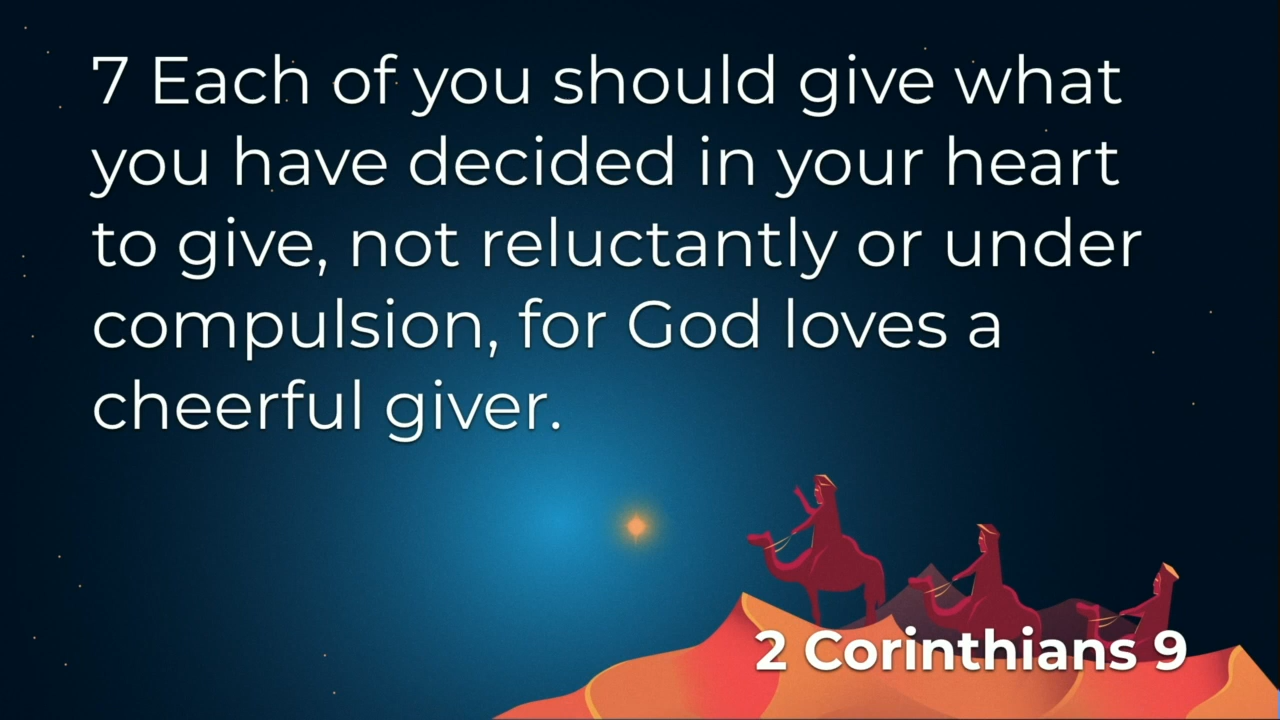 7 Each of you should give what
you have decided in your heart
to give, not reluctantly or under
compulsion, for God loves a
cheerful giver.
2 Corinthians 9